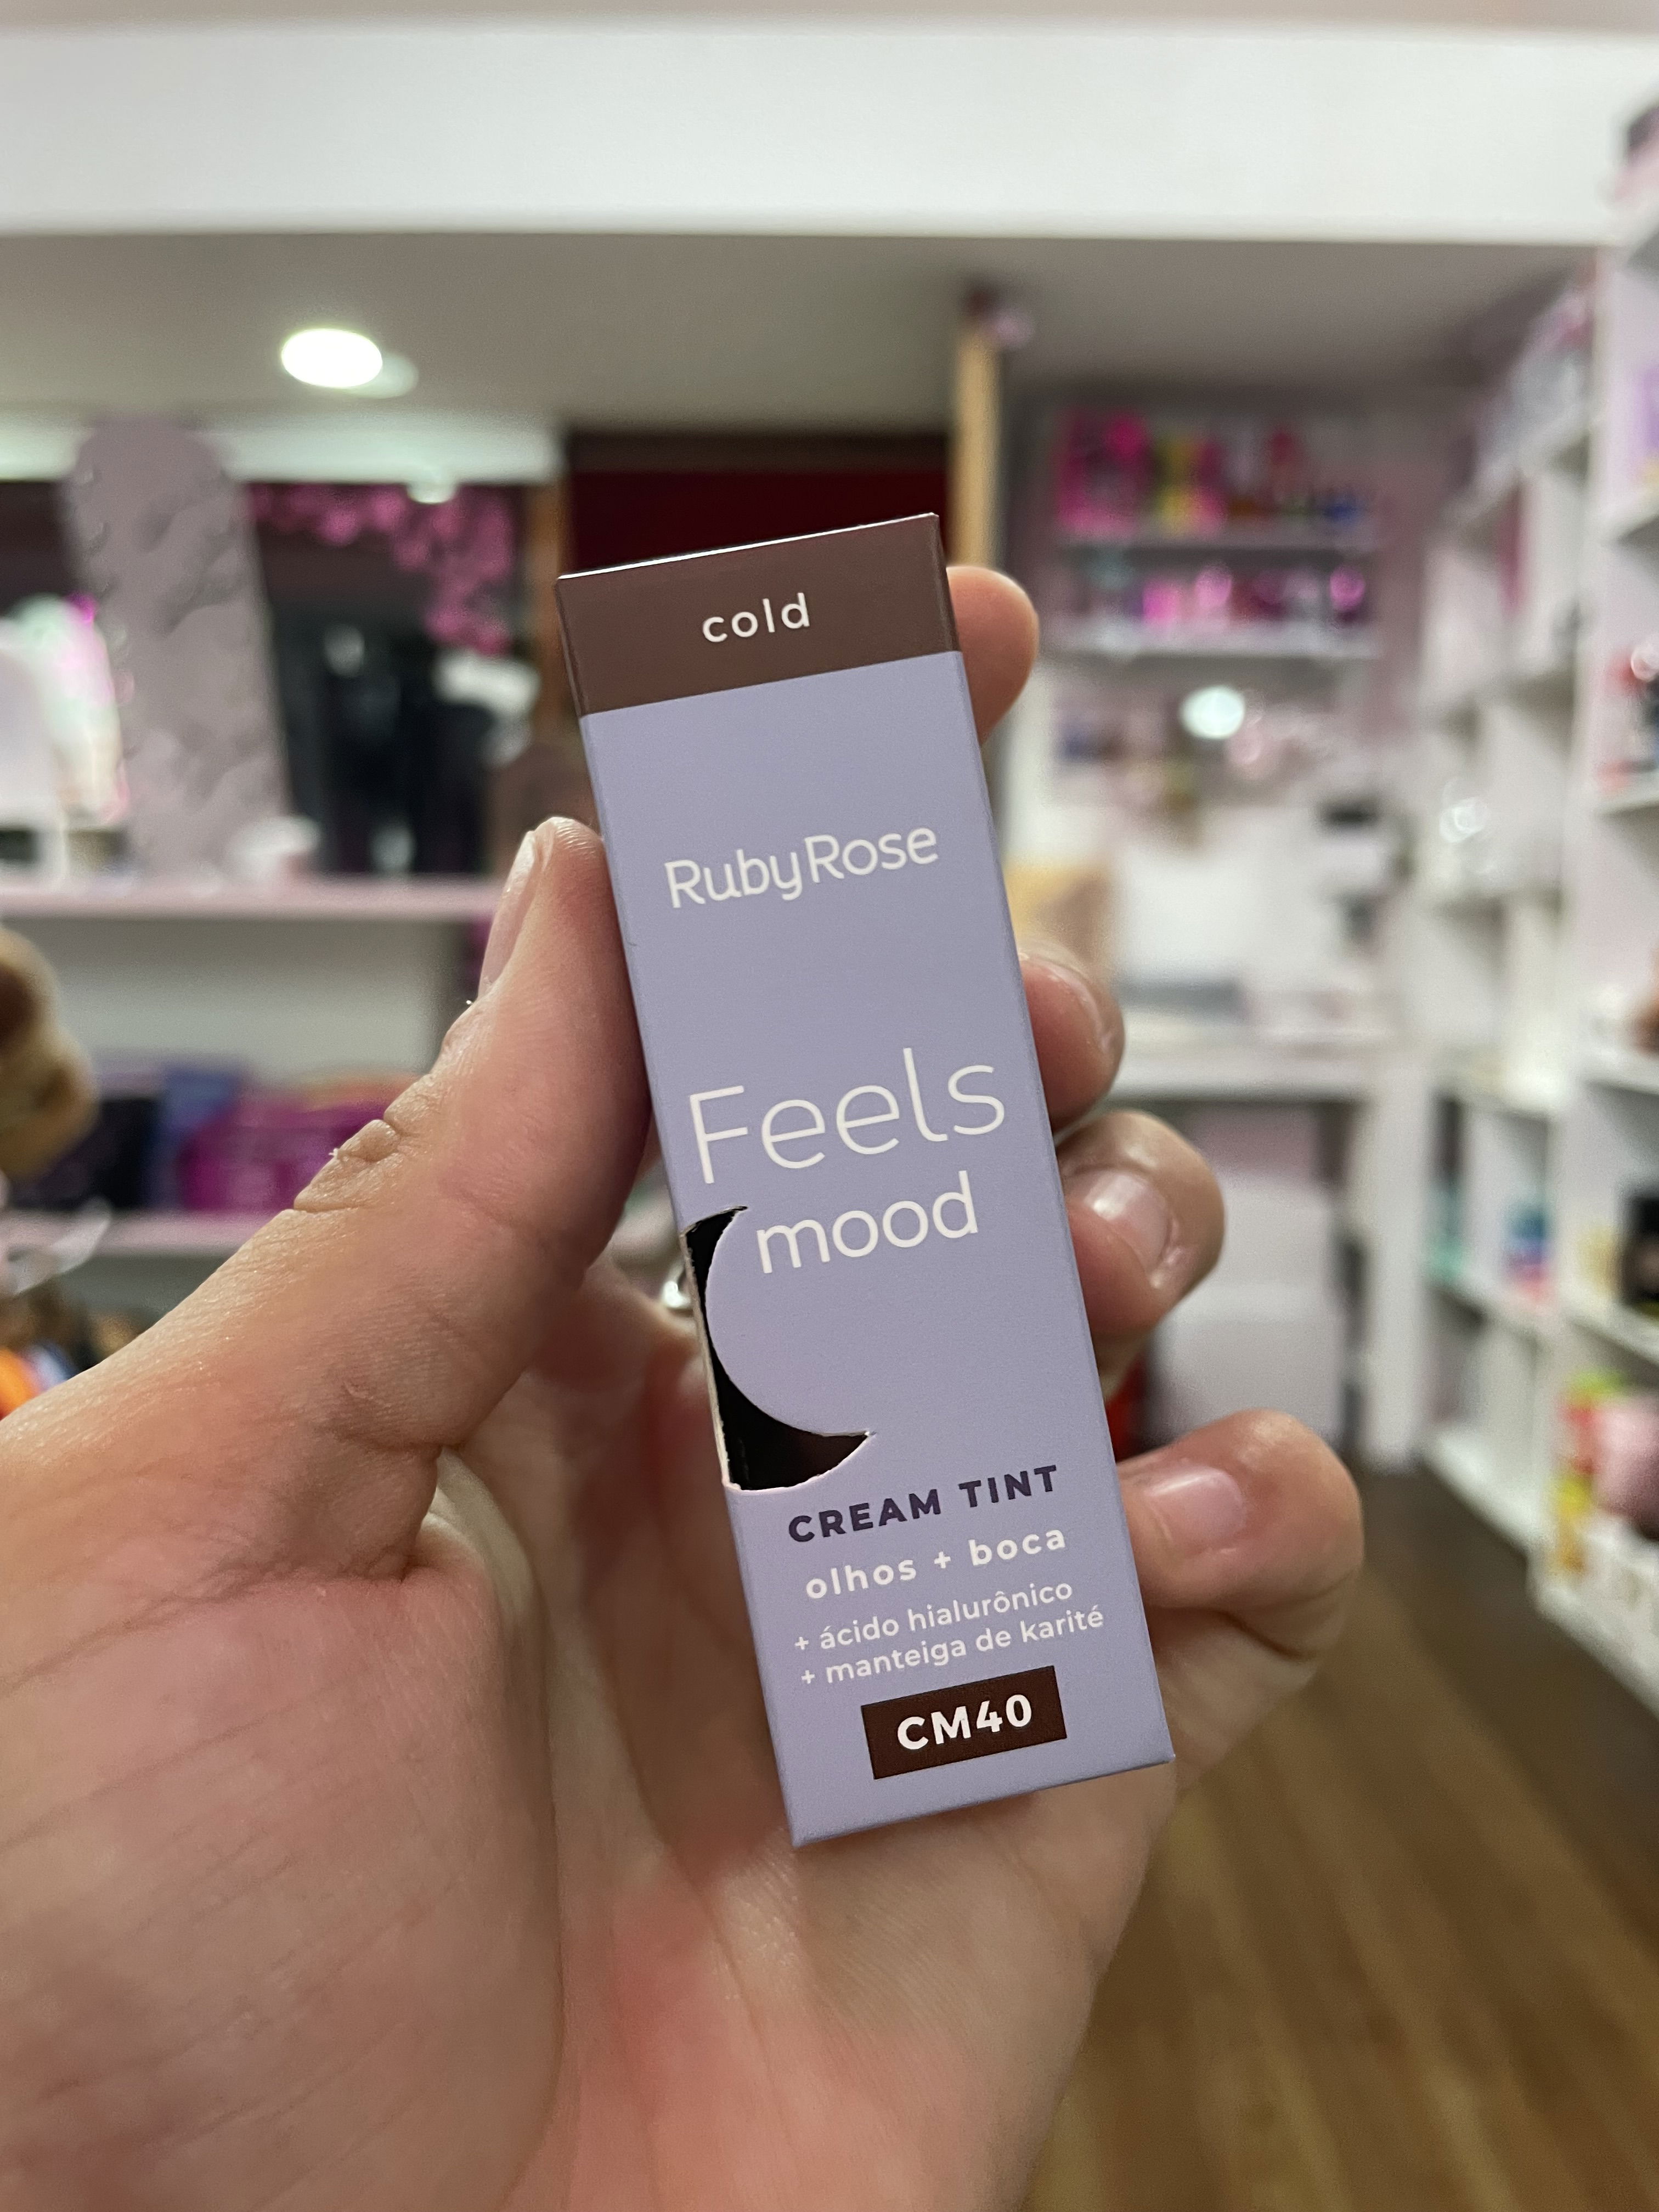 cold
RubyRose
Feels
mood
CREAM TINT
olhos + boca
+ ácido hialurônico
+ manteiga de karité
CM40